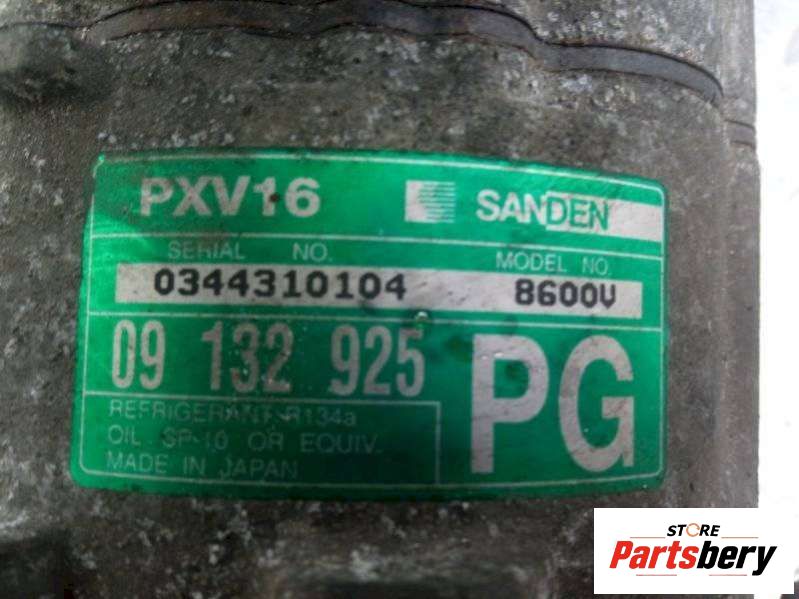 PXV16 SANDEN
SERIAL NO. MODEL NO.
0344310104 8600V
09 132 925 PG
REFRIGERANT R134a
OIL SP-10 OR EQUIV.
MADE IN JAPAN
STORE
Partsbery